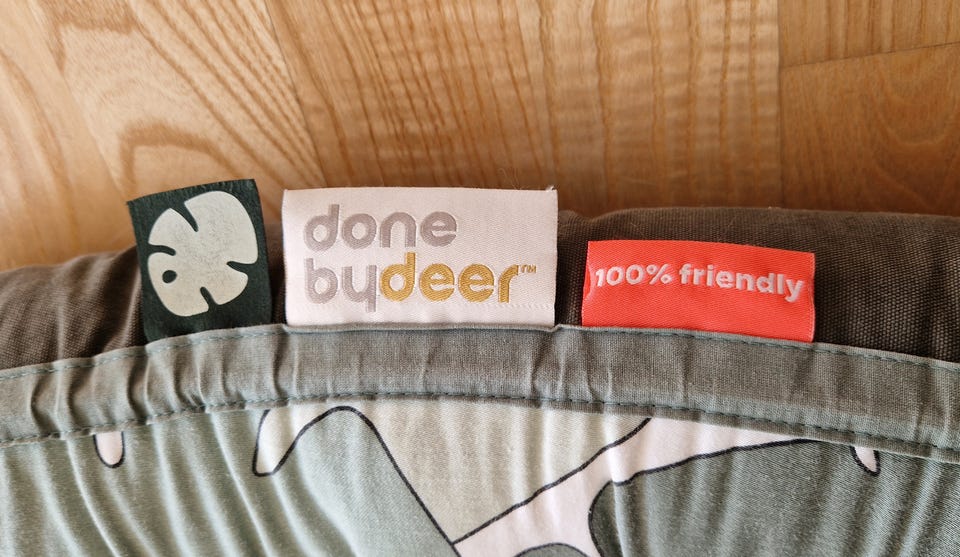 done
bydeer™
100% friendly